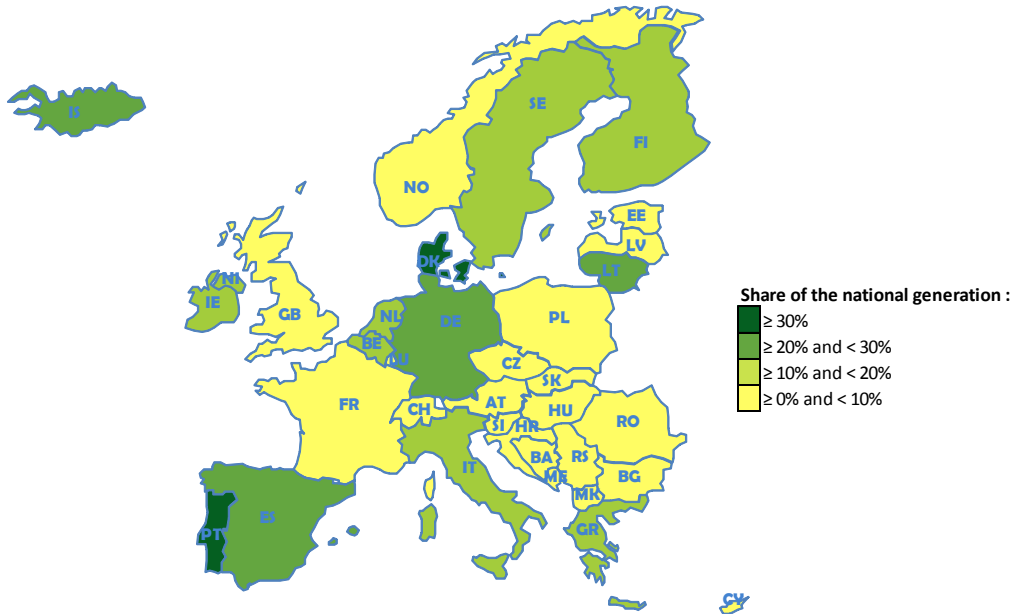 IS
SE
FI
NO
EE
LV
DK
LT
NI
IE
GB
NL
DE
PL
BE
LU
CZ
SK
FR
CH
AT
HU
SI
HR
RO
IT
BA
RS
ME
BG
MK
PT
ES
GR
CY
Share of the national generation :
≥ 30%
≥ 20% and < 30%
≥ 10% and < 20%
≥ 0% and < 10%